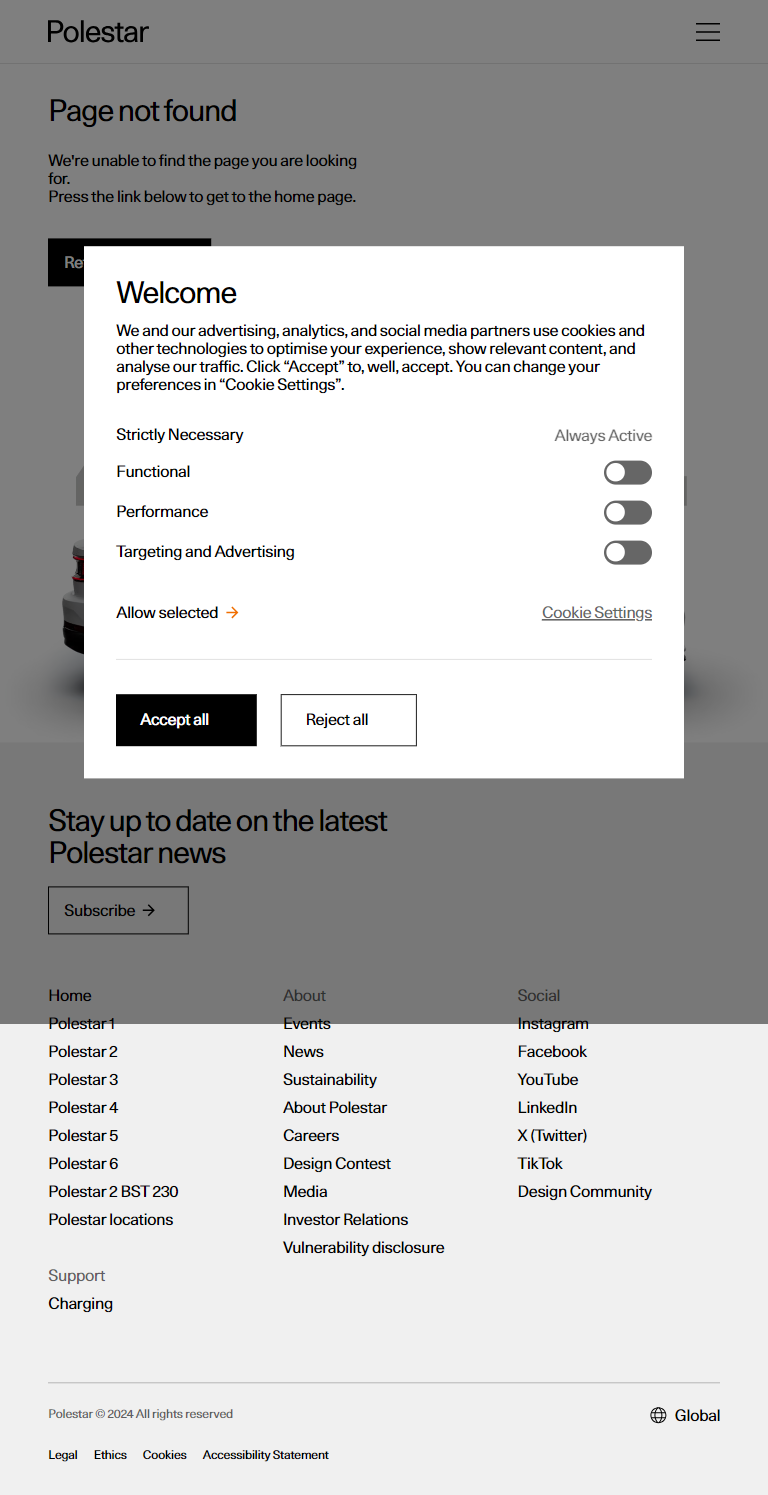 Polestar
Page not found
We're unable to find the page you are looking
for.
Press the link below to get to the home page.
Welcome
We and our advertising, analytics, and social media partners use cookies and
other technologies to optimise your experience, show relevant content, and
analyse our traffic. Click “Accept” to, well, accept. You can change your
preferences in “Cookie Settings”.
Strictly Necessary Always Active
Functional
Performance
Targeting and Advertising
Allow selected → Cookie Settings
Accept all Reject all
Stay up to date on the latest
Polestar news
Subscribe →
Home
Polestar 1
Polestar 2
Polestar 3
Polestar 4
Polestar 5
Polestar 6
Polestar 2 BST 230
Polestar locations
About
Events
News
Sustainability
About Polestar
Careers
Design Contest
Media
Investor Relations
Vulnerability disclosure
Social
Instagram
Facebook
YouTube
LinkedIn
X (Twitter)
TikTok
Design Community
Support
Charging
Polestar © 2024 All rights reserved
Global
Legal Ethics Cookies Accessibility Statement